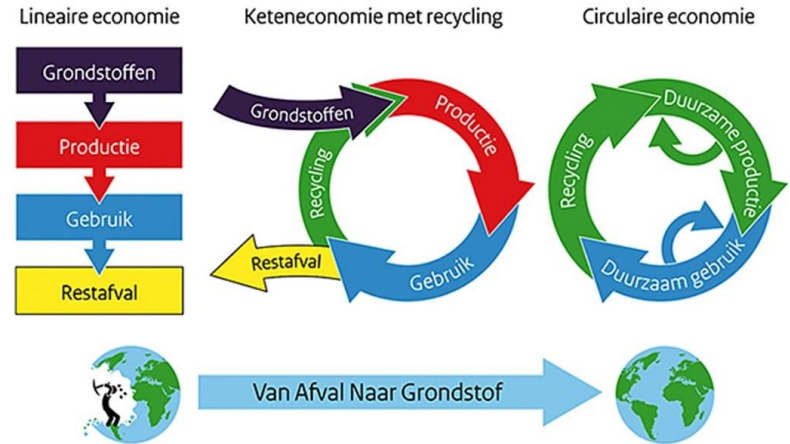 Lineaire economie
Grondstoffen
Productie
Gebruik
Restafval
Keteneconomie met recycling
Grondstoffen
Productie
Gebruik
Recycling
Restafval
Circulaire economie
Duurzame productie
Duurzaam gebruik
Recycling
Van Afval Naar Grondstof